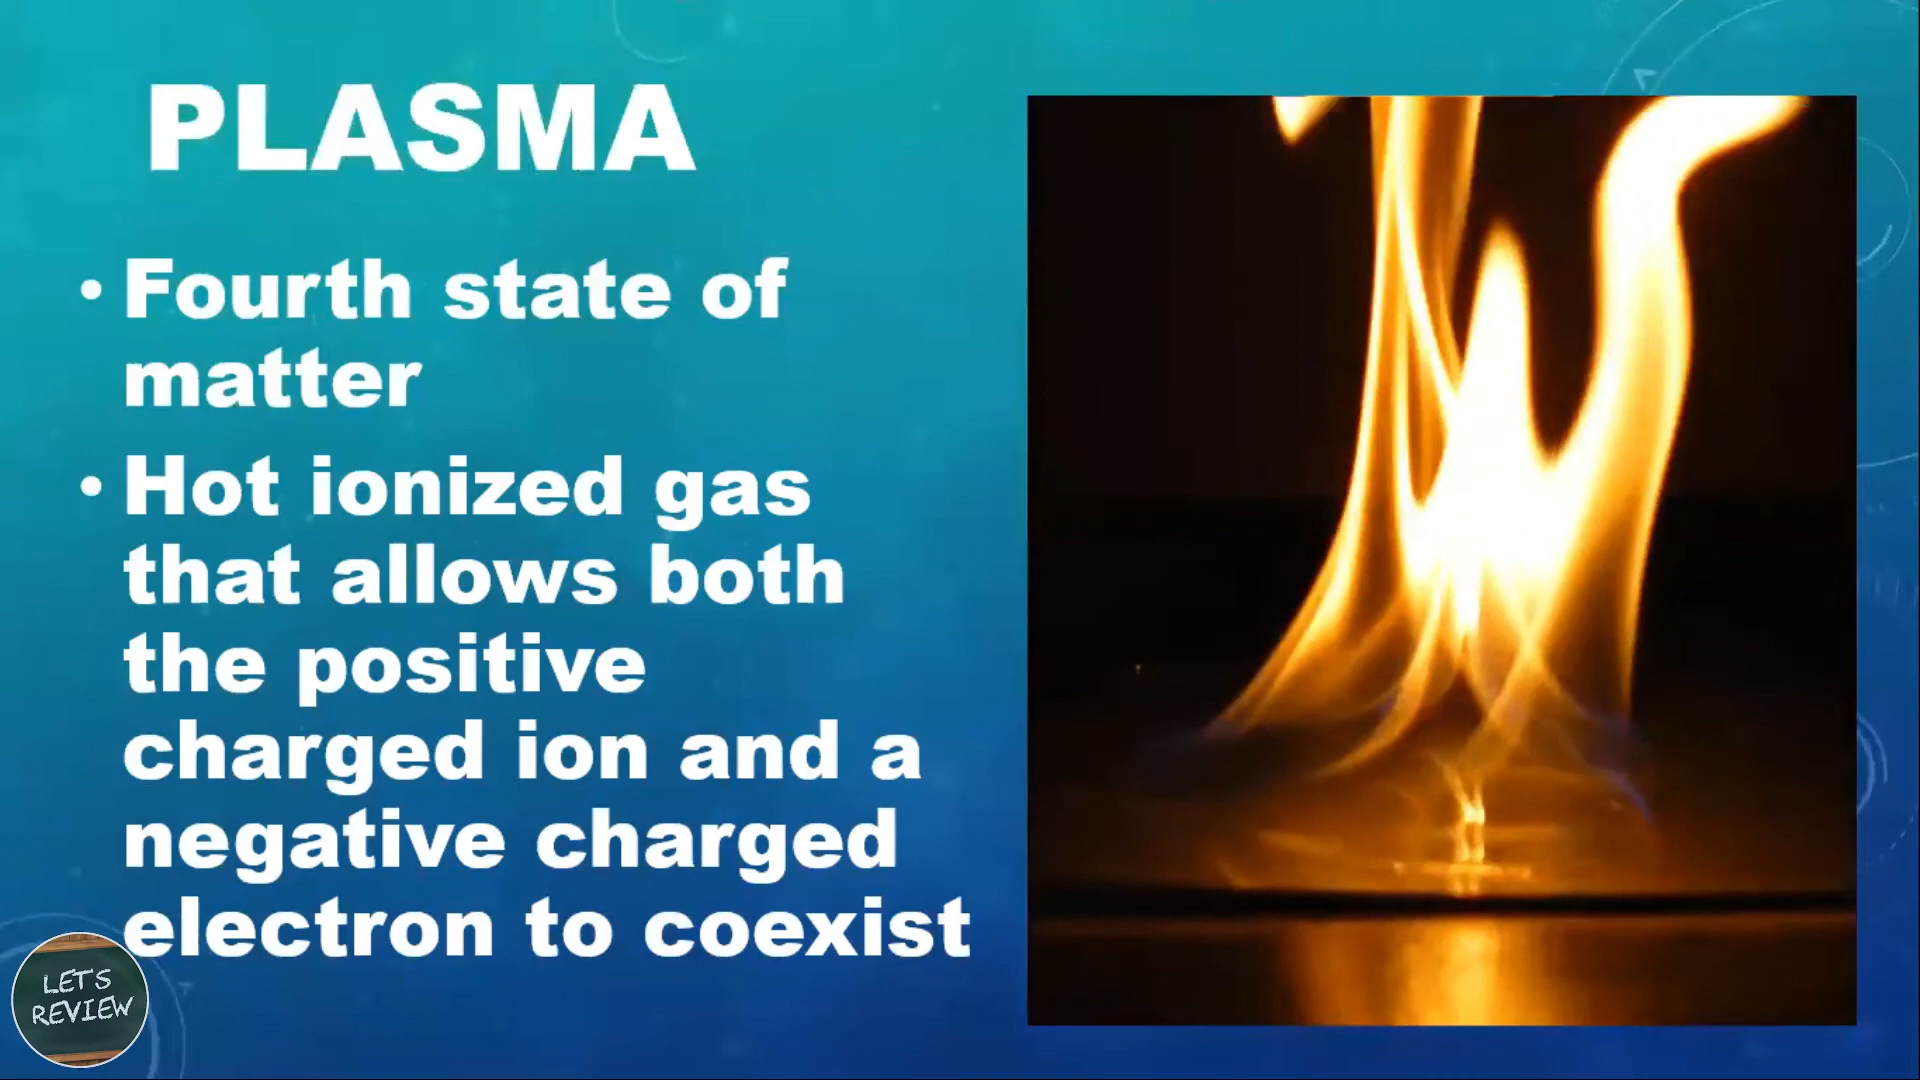 PLASMA
• Fourth state of
matter
• Hot ionized gas
that allows both
the positive
charged ion and a
negative charged
electron to coexist
LET'S
REVIEW